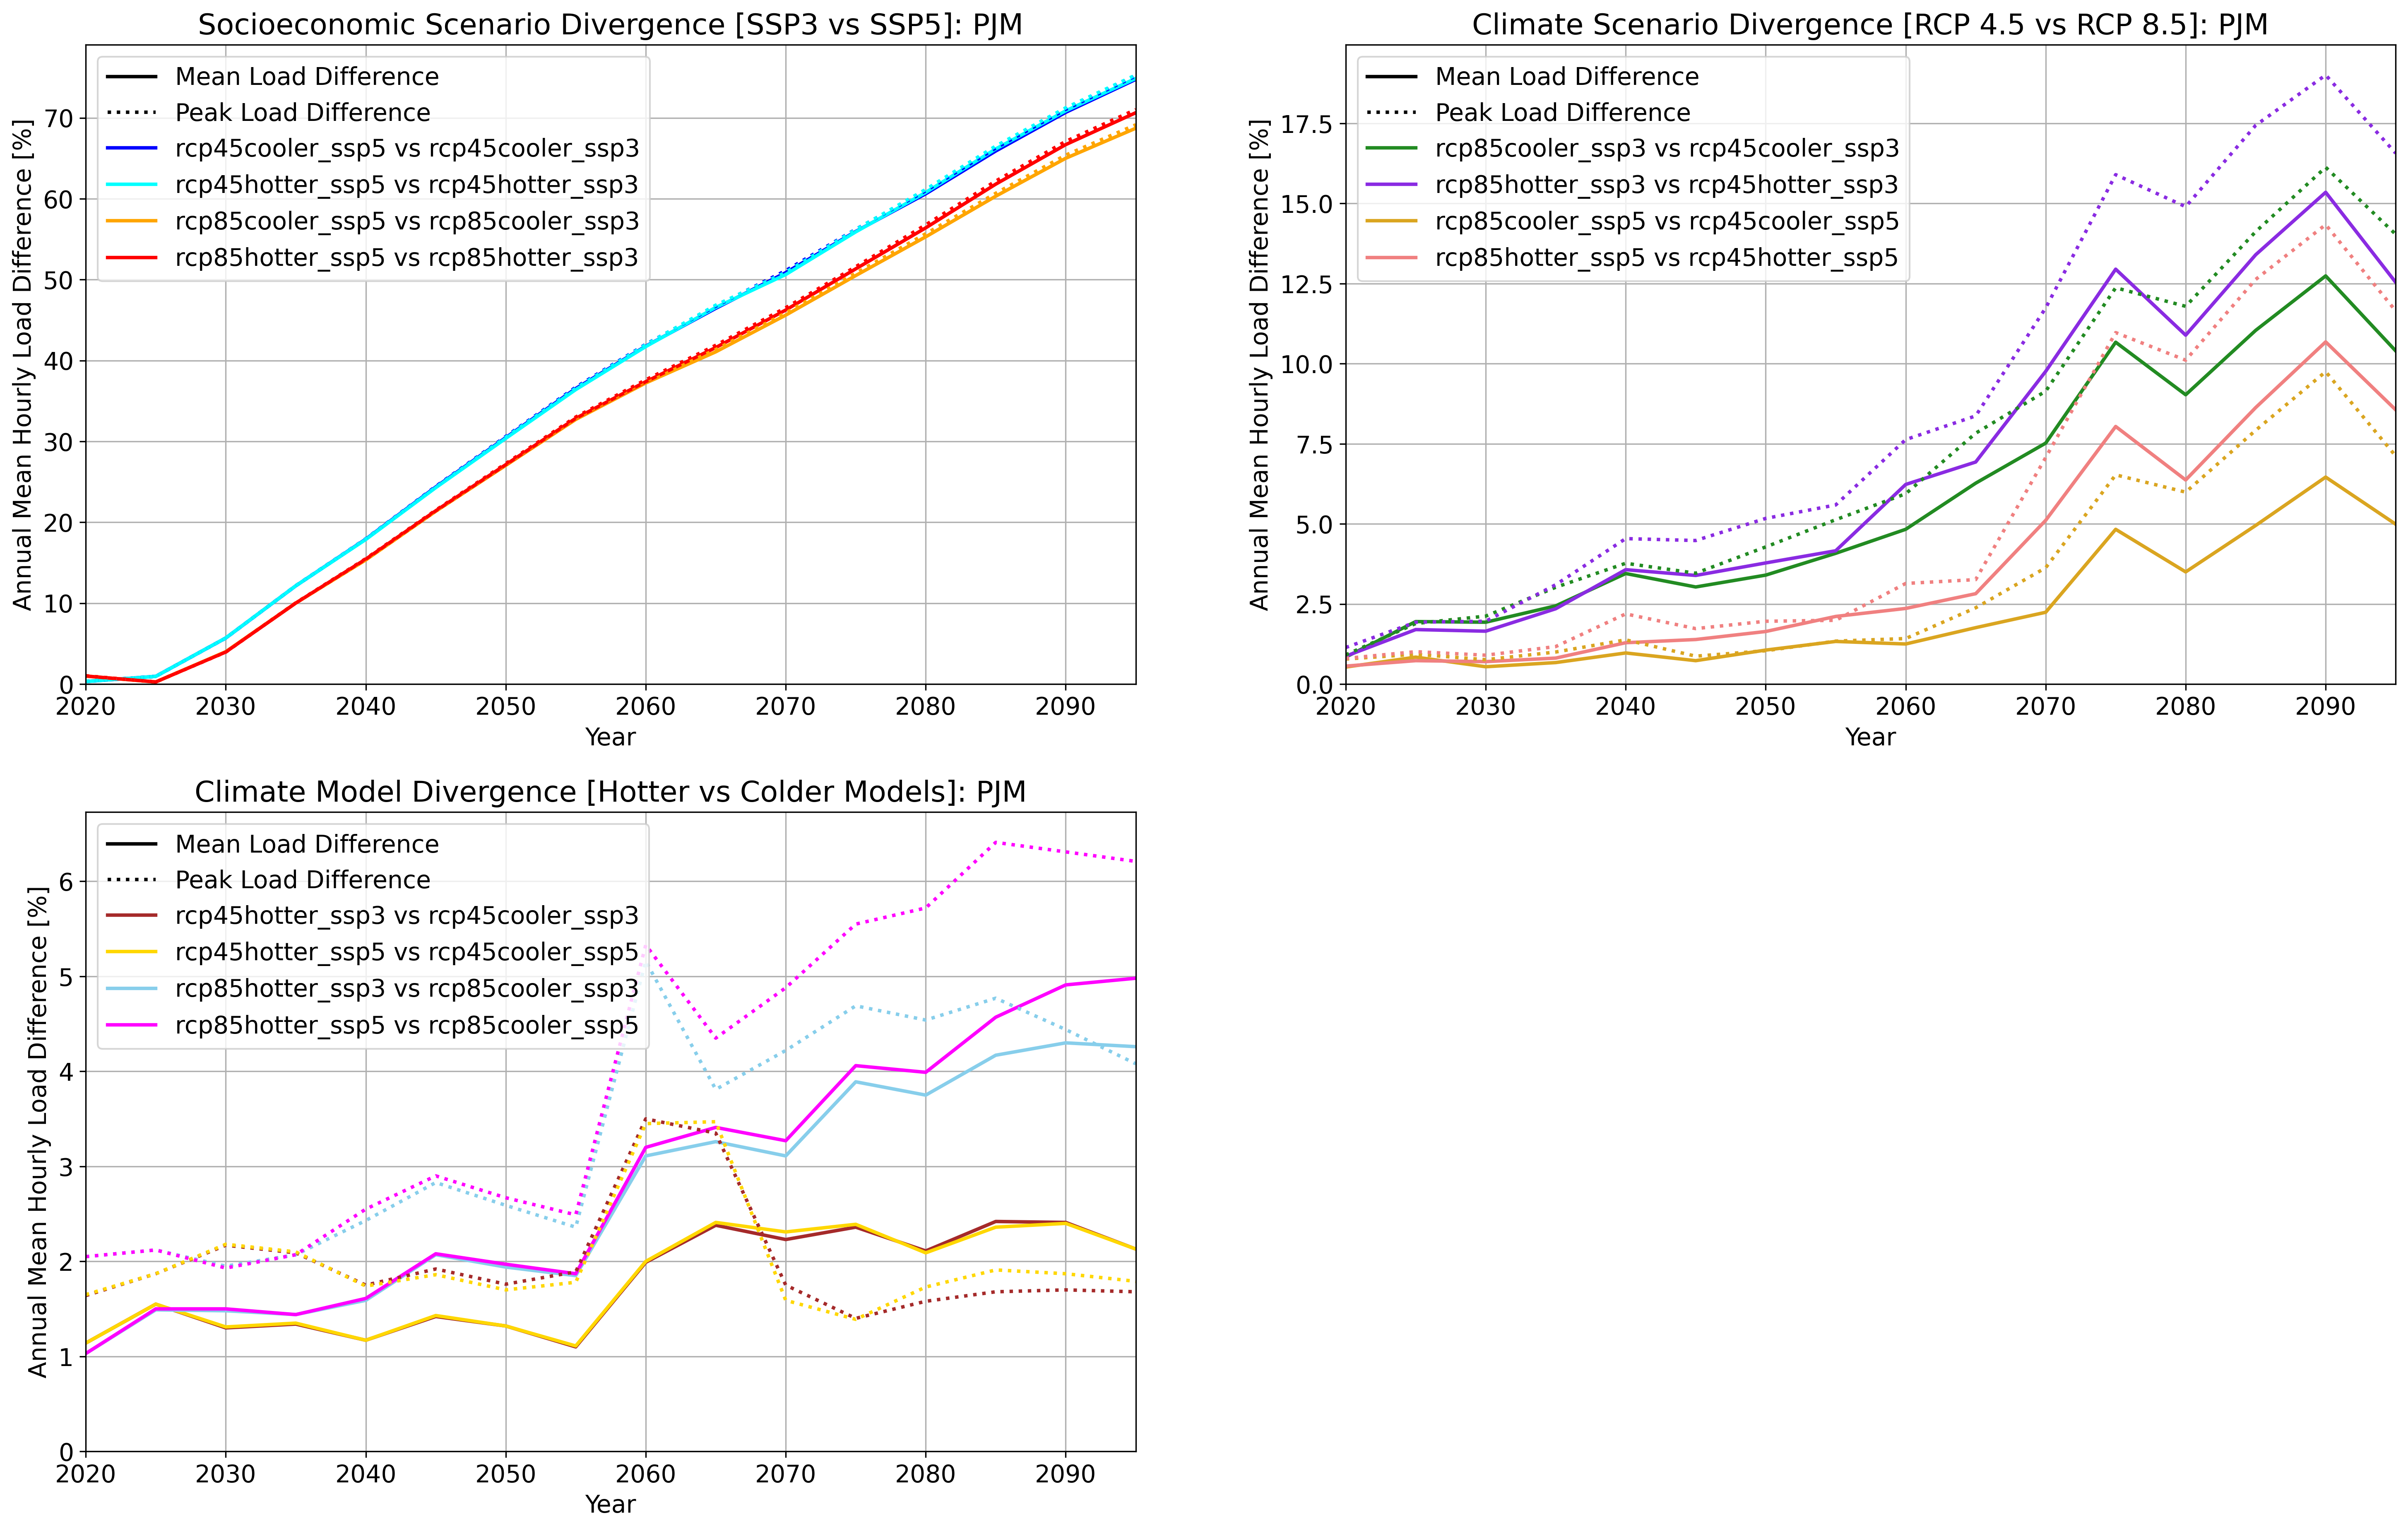 Socioeconomic Scenario Divergence [SSP3 vs SSP5]: PJM
Annual Mean Hourly Load Difference [%]
70
60
50
40
30
20
10
0
Mean Load Difference
Peak Load Difference
rcp45cooler_ssp5 vs rcp45cooler_ssp3
rcp45hotter_ssp5 vs rcp45hotter_ssp3
rcp85cooler_ssp5 vs rcp85cooler_ssp3
rcp85hotter_ssp5 vs rcp85hotter_ssp3
2020 2030 2040 2050 2060 2070 2080 2090
Year
Climate Scenario Divergence [RCP 4.5 vs RCP 8.5]: PJM
Annual Mean Hourly Load Difference [%]
17.5
15.0
12.5
10.0
7.5
5.0
2.5
0.0
Mean Load Difference
Peak Load Difference
rcp85cooler_ssp3 vs rcp45cooler_ssp3
rcp85hotter_ssp3 vs rcp45hotter_ssp3
rcp85cooler_ssp5 vs rcp45cooler_ssp5
rcp85hotter_ssp5 vs rcp45hotter_ssp5
2020 2030 2040 2050 2060 2070 2080 2090
Year
Climate Model Divergence [Hotter vs Colder Models]: PJM
Annual Mean Hourly Load Difference [%]
6
5
4
3
2
1
0
Mean Load Difference
Peak Load Difference
rcp45hotter_ssp3 vs rcp45cooler_ssp3
rcp45hotter_ssp5 vs rcp45cooler_ssp5
rcp85hotter_ssp3 vs rcp85cooler_ssp3
rcp85hotter_ssp5 vs rcp85cooler_ssp5
2020 2030 2040 2050 2060 2070 2080 2090
Year